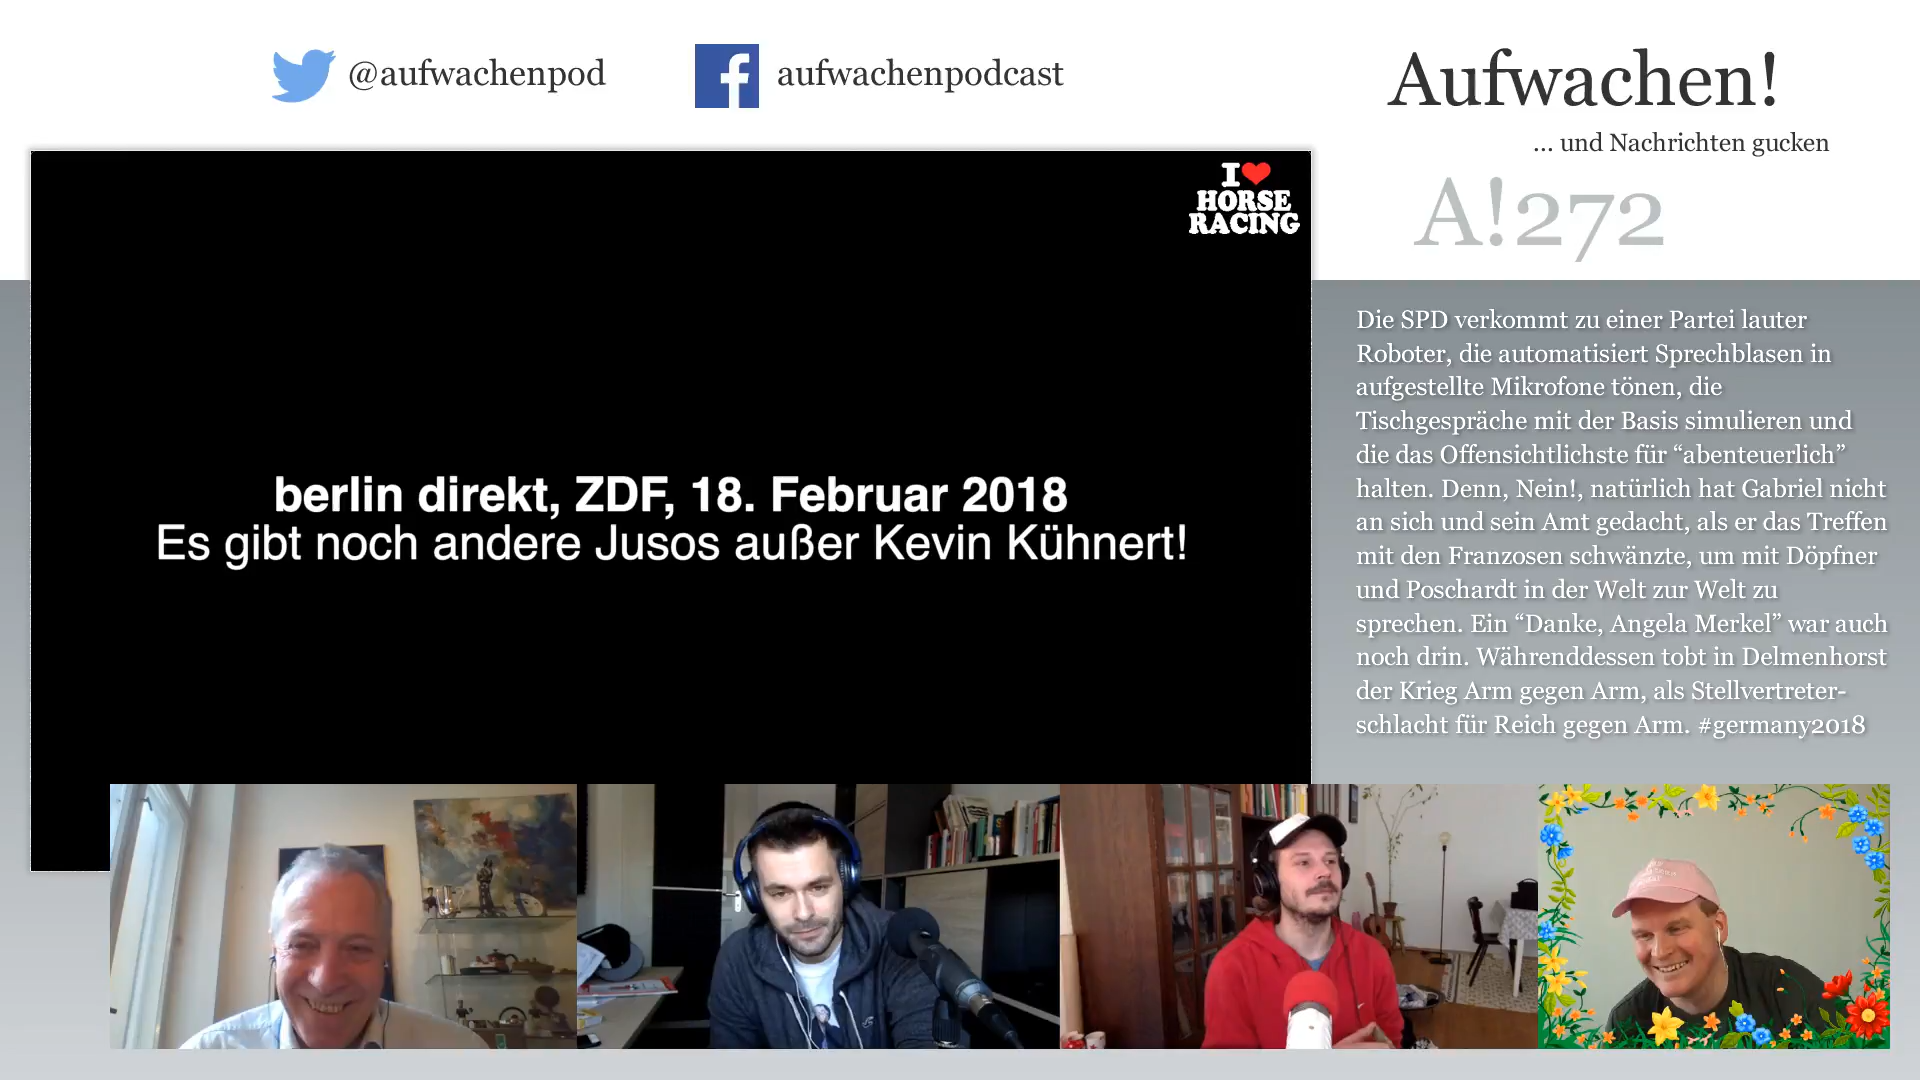 @aufwachenpod
aufwachenpodcast
Aufwachen!
... und Nachrichten gucken
A!272
I
HORSE
RACING
berlin direkt, ZDF, 18. Februar 2018
Es gibt noch andere Jusos außer Kevin Kühnert!
Die SPD verkommt zu einer Partei lauter
Roboter, die automatisiert Sprechblasen in
aufgestellte Mikrofone tönen, die
Tischgespräche mit der Basis simulieren und
die das Offensichtlichste für “abenteuerlich”
halten. Denn, Nein!, natürlich hat Gabriel nicht
an sich und sein Amt gedacht, als er das Treffen
mit den Franzosen schwänzte, um mit Döpfner
und Poschardt in der Welt zur Welt zu
sprechen. Ein “Danke, Angela Merkel” war auch
noch drin. Währenddessen tobt in Delmenhorst
der Krieg Arm gegen Arm, als Stellvertreter-
schlacht für Reich gegen Arm. #germany2018